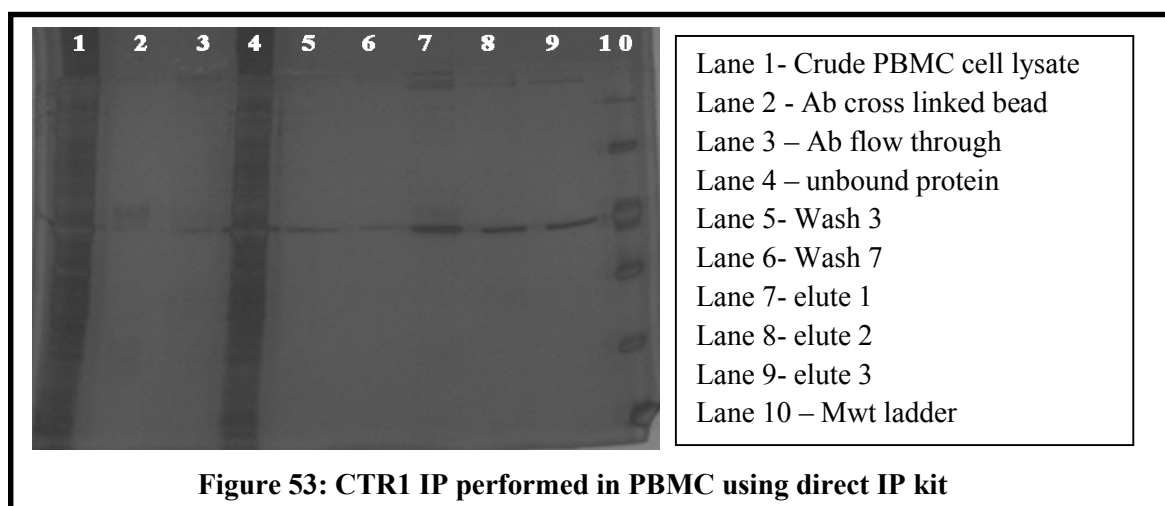 1 2 3 4 5 6 7 8 9 10
Lane 1- Crude PBMC cell lysate
Lane 2 - Ab cross linked bead
Lane 3 – Ab flow through
Lane 4 – unbound protein
Lane 5- Wash 3
Lane 6- Wash 7
Lane 7- elute 1
Lane 8- elute 2
Lane 9- elute 3
Lane 10 – Mwt ladder
Figure 53: CTR1 IP performed in PBMC using direct IP kit